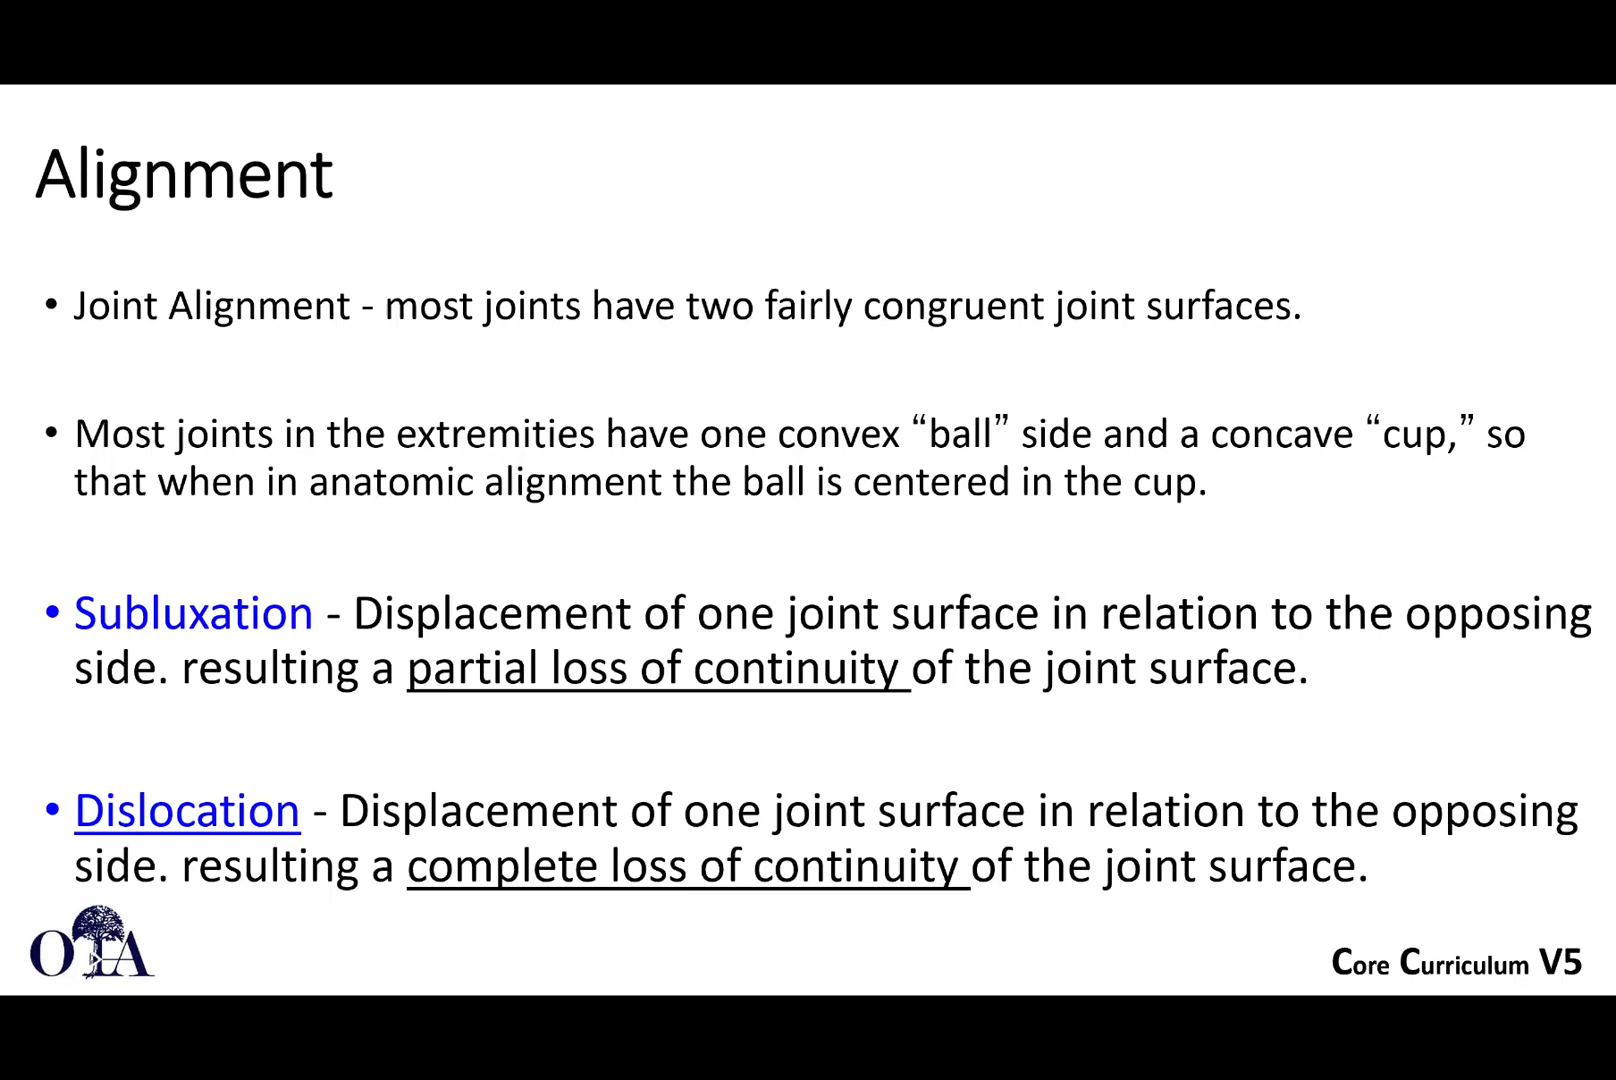 Alignment
• Joint Alignment - most joints have two fairly congruent joint surfaces.
• Most joints in the extremities have one convex “ball” side and a concave “cup,” so
that when in anatomic alignment the ball is centered in the cup.
• Subluxation - Displacement of one joint surface in relation to the opposing
side. resulting a partial loss of continuity of the joint surface.
• Dislocation - Displacement of one joint surface in relation to the opposing
side. resulting a complete loss of continuity of the joint surface.
OTA
Core Curriculum V5